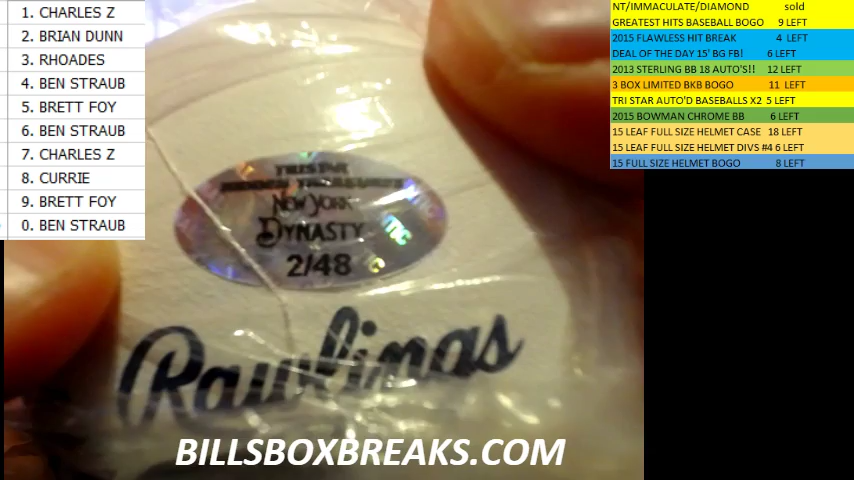 1. CHARLES Z
2. BRIAN DUNN
3. RHOADES
4. BEN STRAUB
5. BRETT FOY
6. BEN STRAUB
7. CHARLES Z
8. CURRIE
9. BRETT FOY
0. BEN STRAUB
NT/IMMACULATE/DIAMOND sold
GREATEST HITS BASEBALL BOGO 9 LEFT
2015 FLAWLESS HIT BREAK 4 LEFT
DEAL OF THE DAY 15' BG FB! 6 LEFT
2013 STERLING BB 18 AUTO'S!! 12 LEFT
3 BOX LIMITED BKB BOGO 11 LEFT
TRI STAR AUTO'D BASEBALLS X2 5 LEFT
2015 BOWMAN CHROME BB 6 LEFT
15 LEAF FULL SIZE HELMET CASE 18 LEFT
15 LEAF FULL SIZE HELMET DIVS #4 6 LEFT
15 FULL SIZE HELMET BOGO 8 LEFT
TRISTAR
HIDDEN TREASURES
NEW YORK
DYNASTY
2/48
Rawlings
BILLSBOXBREAKS.COM